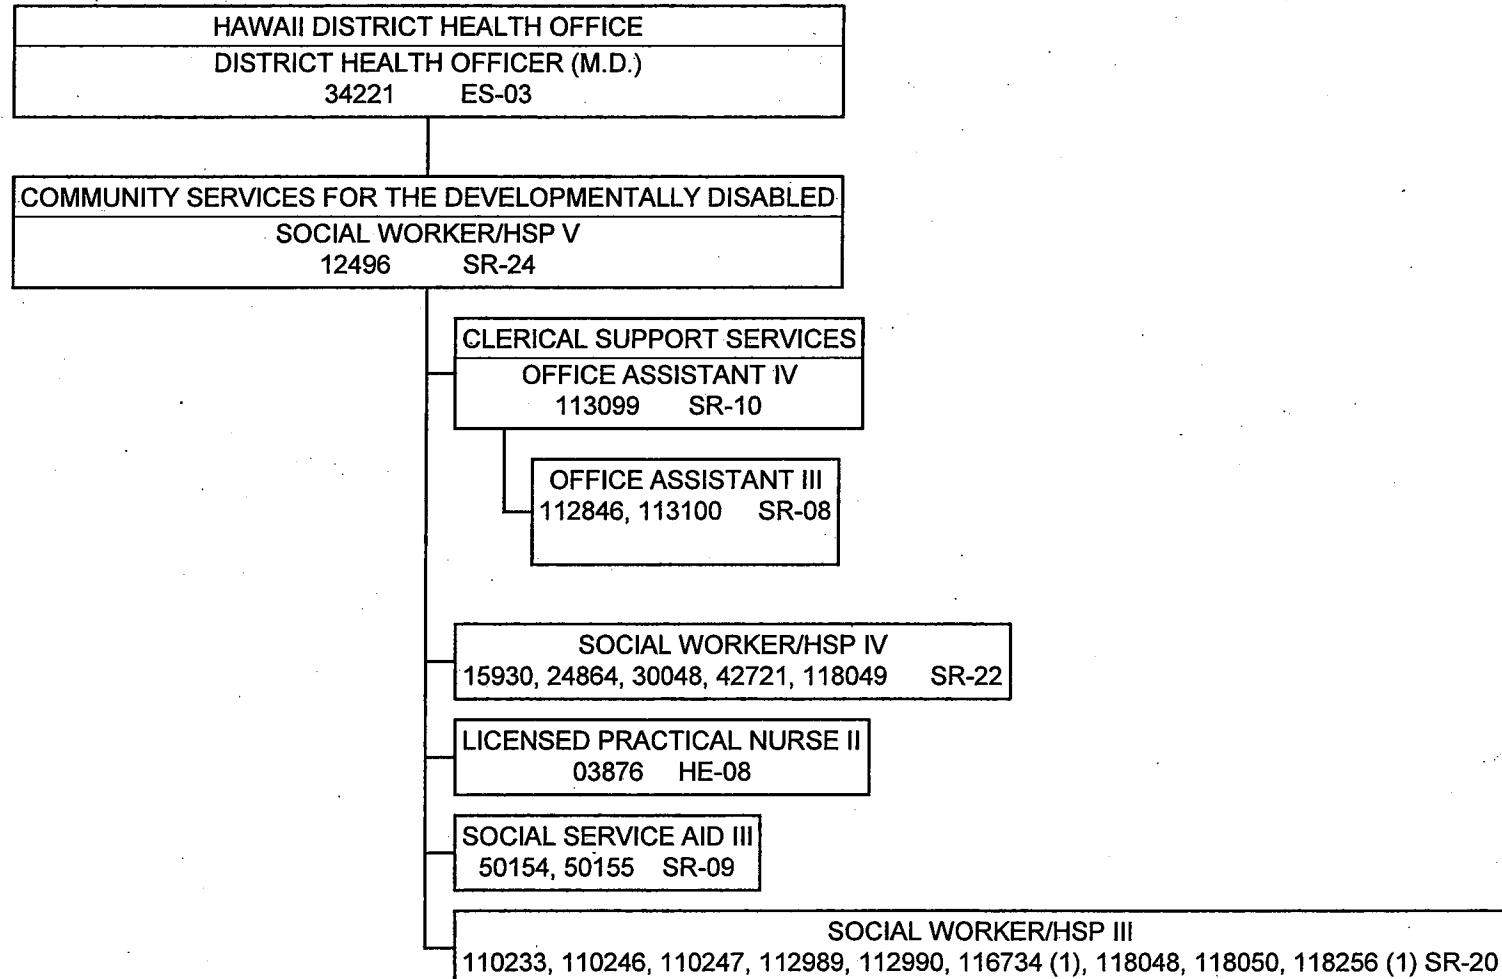 HAWAII DISTRICT HEALTH OFFICE
DISTRICT HEALTH OFFICER (M.D.)
34221 ES-03
COMMUNITY SERVICES FOR THE DEVELOPMENTALLY DISABLED
SOCIAL WORKER/HSP V
12496 SR-24
CLERICAL SUPPORT SERVICES
OFFICE ASSISTANT IV
113099 SR-10
OFFICE ASSISTANT III
112846, 113100 SR-08
SOCIAL WORKER/HSP IV
15930, 24864, 30048, 42721, 118049 SR-22
LICENSED PRACTICAL NURSE II
03876 HE-08
SOCIAL SERVICE AID III
50154, 50155 SR-09
SOCIAL WORKER/HSP III
110233, 110246, 110247, 112989, 112990, 116734 (1), 118048, 118050, 118256 (1) SR-20